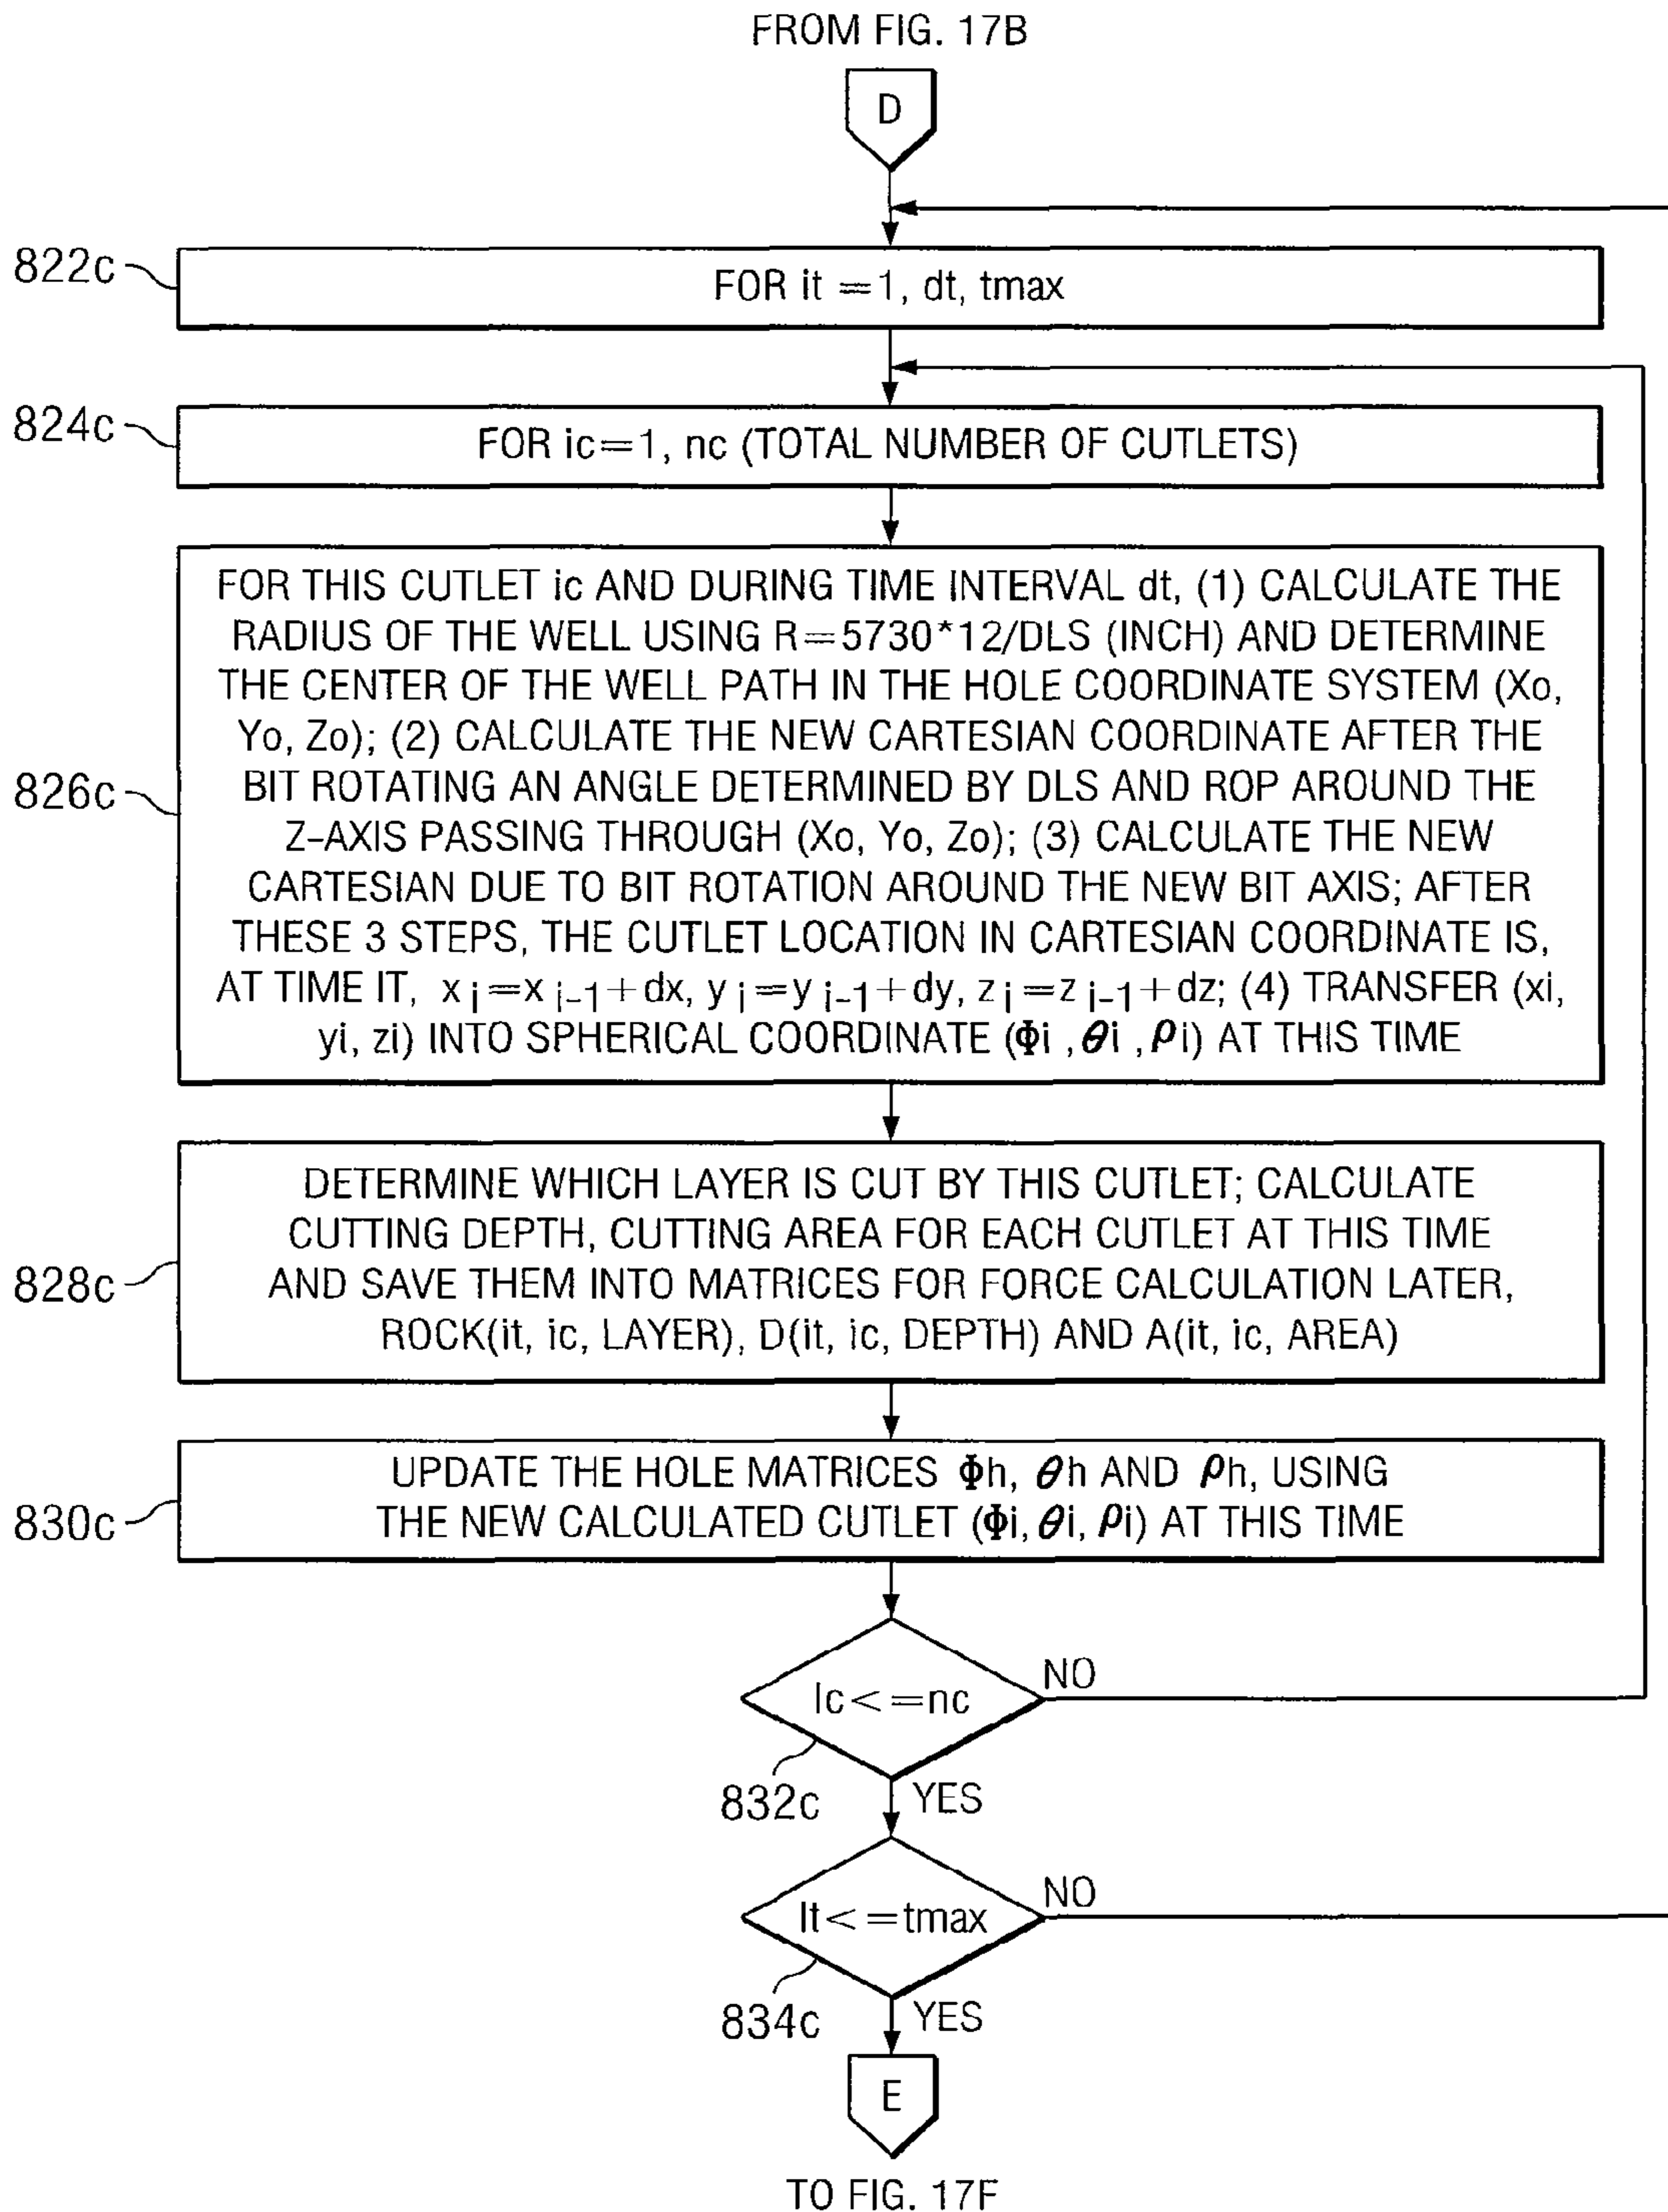 FROM FIG. 17B
D
822c
FOR it =1, dt, tmax
824c
FOR ic=1, nc (TOTAL NUMBER OF CUTLETS)
826c
FOR THIS CUTLET ic AND DURING TIME INTERVAL dt, (1) CALCULATE THE
RADIUS OF THE WELL USING R=5730*12/DLS (INCH) AND DETERMINE
THE CENTER OF THE WELL PATH IN THE HOLE COORDINATE SYSTEM (Xo,
Yo, Zo); (2) CALCULATE THE NEW CARTESIAN COORDINATE AFTER THE
BIT ROTATING AN ANGLE DETERMINED BY DLS AND ROP AROUND THE
Z-AXIS PASSING THROUGH (Xo, Yo, Zo); (3) CALCULATE THE NEW
CARTESIAN DUE TO BIT ROTATION AROUND THE NEW BIT AXIS; AFTER
THESE 3 STEPS, THE CUTLET LOCATION IN CARTESIAN COORDINATE IS,
AT TIME IT, x i=x i-1+dx, y i=y i-1+dy, z i=z i-1+dz; (4) TRANSFER (xi,
yi, zi) INTO SPHERICAL COORDINATE (Φi ,θi ,ρi) AT THIS TIME
828c
DETERMINE WHICH LAYER IS CUT BY THIS CUTLET; CALCULATE
CUTTING DEPTH, CUTTING AREA FOR EACH CUTLET AT THIS TIME
AND SAVE THEM INTO MATRICES FOR FORCE CALCULATION LATER,
ROCK(it, ic, LAYER), D(it, ic, DEPTH) AND A(it, ic, AREA)
830c
UPDATE THE HOLE MATRICES Φh, θh AND ρh, USING
THE NEW CALCULATED CUTLET (Φi, θi, ρi) AT THIS TIME
Ic<=nc
NO
832c
YES
It<=tmax
NO
834c
YES
E
TO FIG. 17F